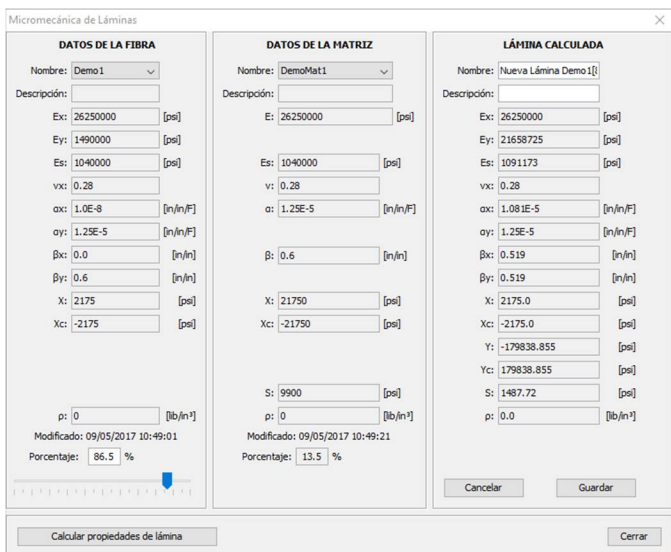 Micromecánica de Láminas
DATOS DE LA FIBRA
Nombre: Demo1
Descripción:
Ex: 26250000 [psi]
Ey: 1490000 [psi]
Es: 1040000 [psi]
νx: 0.28
αx: 1.0E-8 [in/in/F]
αy: 1.25E-5 [in/in/F]
βx: 0.0 [in/in]
βy: 0.6 [in/in]
X: 2175 [psi]
Xc: -2175 [psi]
ρ: 0 [lib/in³]
Modificado: 09/05/2017 10:49:01
Porcentaje: 86.5 %
DATOS DE LA MATRIZ
Nombre: DemoMat1
Descripción:
E: 26250000 [psi]
Es: 1040000 [psi]
ν: 0.28
α: 1.25E-5 [in/in/F]
β: 0.6 [in/in]
X: 21750 [psi]
Xc: -21750 [psi]
S: 9900 [psi]
ρ: 0 [lib/in³]
Modificado: 09/05/2017 10:49:21
Porcentaje: 13.5 %
LÁMINA CALCULADA
Nombre: Nueva Lámina Demo1[
Descripción:
Ex: 26250000 [psi]
Ey: 21658725 [psi]
Es: 1091173 [psi]
νx: 0.28
αx: 1.081E-5 [in/in/F]
αy: 1.25E-5 [in/in/F]
βx: 0.519 [in/in]
βy: 0.519 [in/in]
X: 2175.0 [psi]
Xc: -2175.0 [psi]
Y: -179838.855 [psi]
Yc: 179838.855 [psi]
S: 1487.72 [psi]
ρ: 0.0 [lib/in³]
Cancelar Guardar
Calcular propiedades de lámina Cerrar